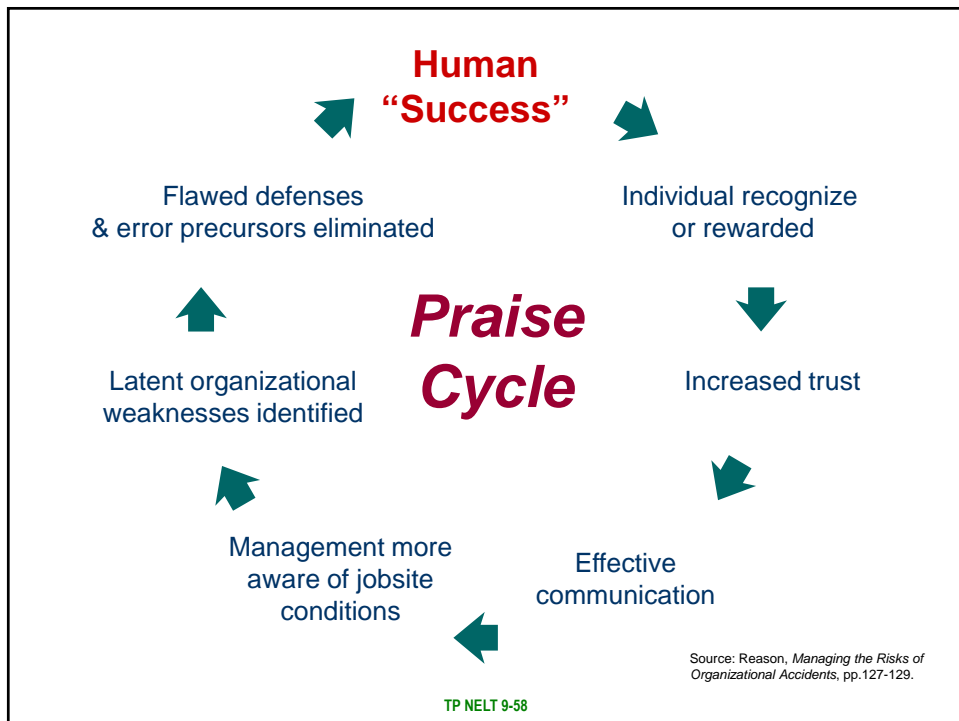 Human
“Success”
Individual recognize
or rewarded
Increased trust
Effective
communication
Management more
aware of jobsite
conditions
Latent organizational
weaknesses identified
Flawed defenses
& error precursors eliminated
Praise
Cycle
Source: Reason, Managing the Risks of
Organizational Accidents, pp.127-129.
TP NELT 9-58